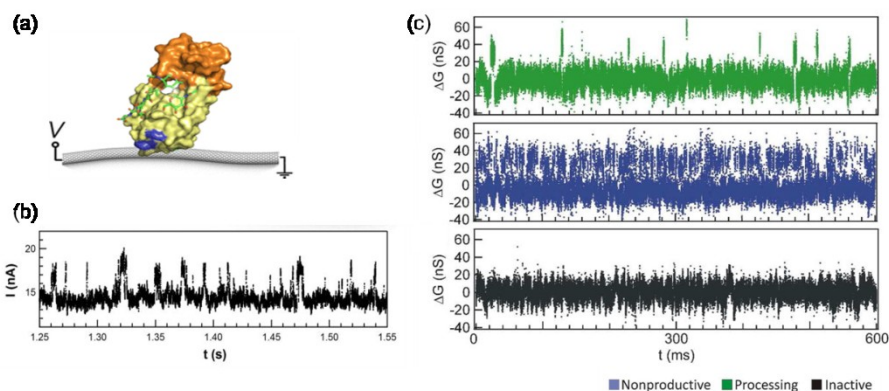 (a)
V
(b)
I (nA)
20
15
1.25 1.30 1.35 1.40 1.45 1.50 1.55
t (s)
(c)
ΔG (nS)
60
40
20
0
-20
-40
ΔG (nS)
60
40
20
0
-20
-40
ΔG (nS)
60
40
20
0
-20
-40
0 300 600
t (ms)
Nonproductive Processing Inactive